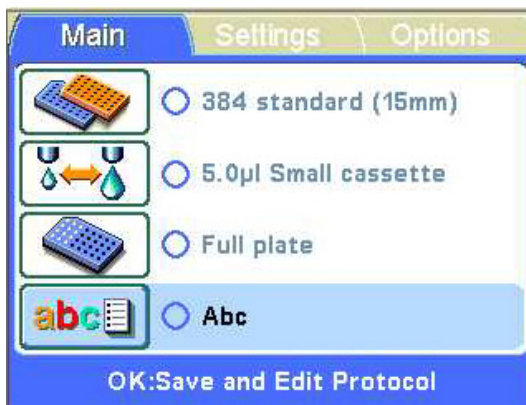 Main Settings Options
384 standard (15mm)
5.0µl Small cassette
Full plate
abc Abc
OK:Save and Edit Protocol